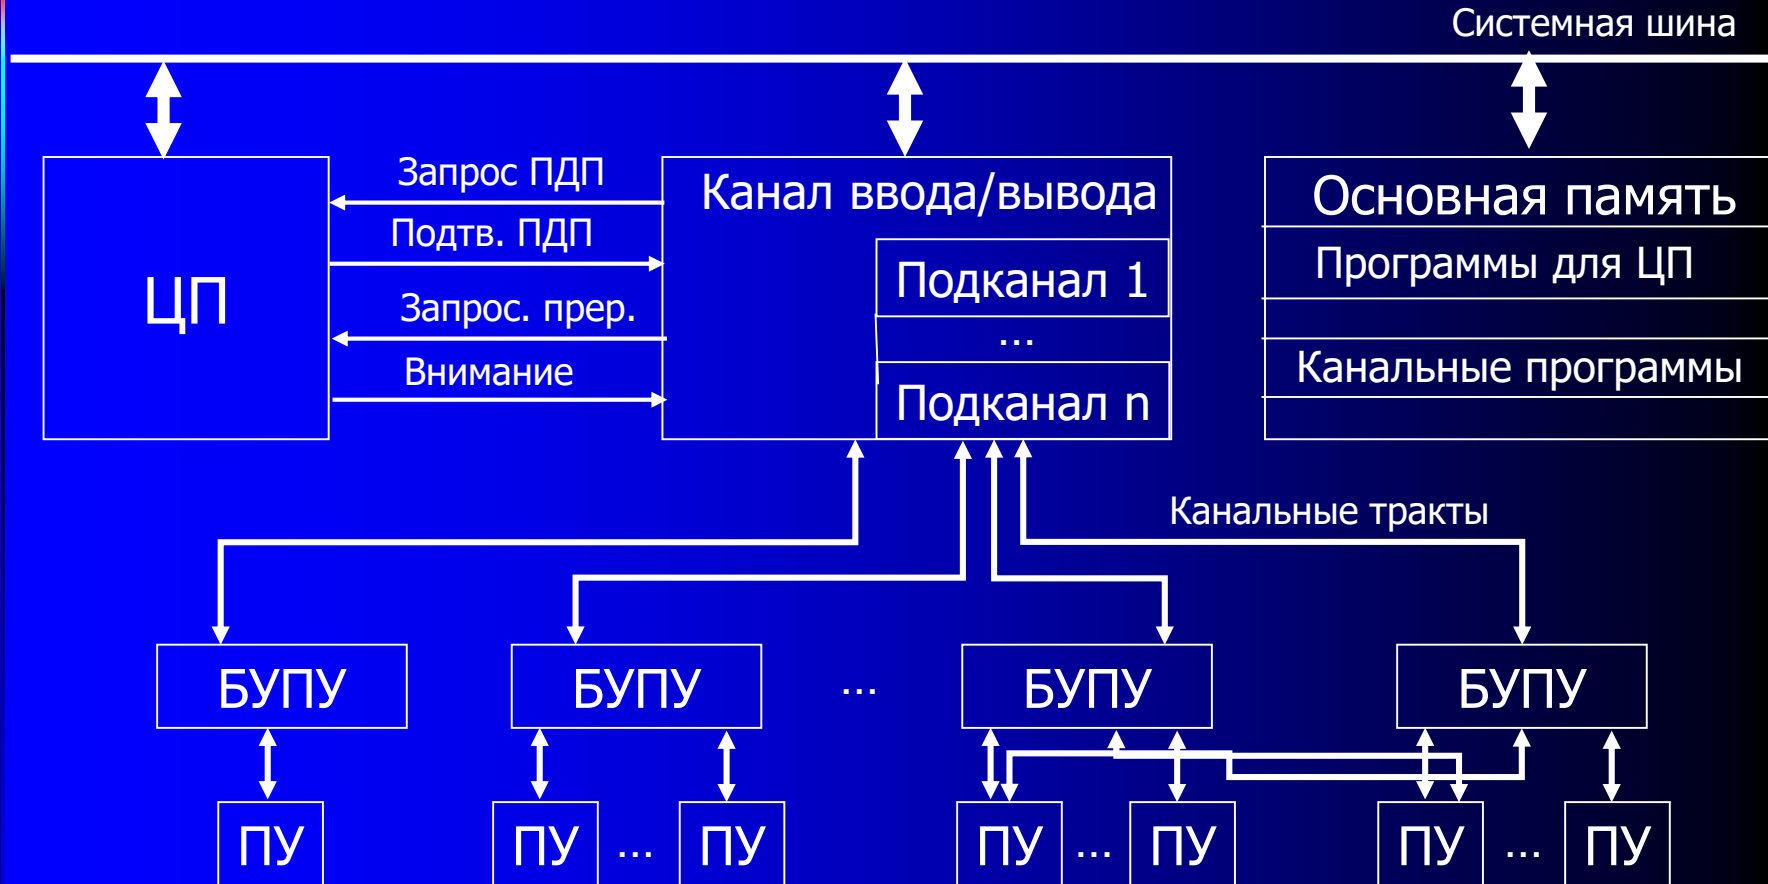 Системная шина
Запрос ПДП
Подтв. ПДП
ЦП
Запрос. прер.
Внимание
Канал ввода/вывода
Подканал 1
...
Подканал n
Основная память
Программы для ЦП
Канальные программы
Канальные тракты
БУПУ
БУПУ
...
БУПУ
БУПУ
ПУ
ПУ ... ПУ
ПУ ... ПУ
ПУ ... ПУ